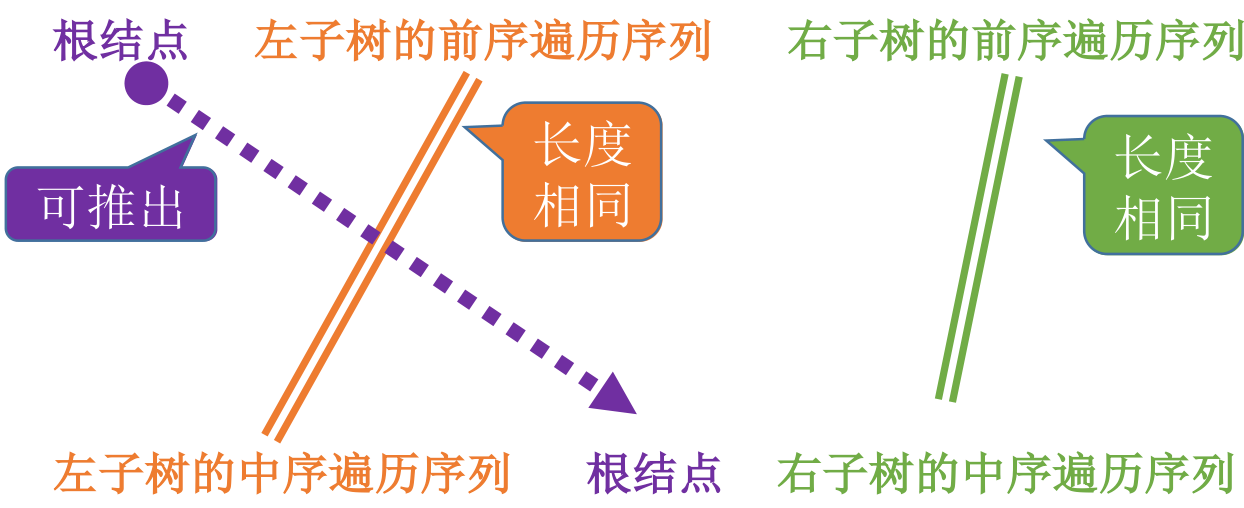 根结点 左子树的前序遍历序列 右子树的前序遍历序列
可推出
长度
相同
长度
相同
左子树的中序遍历序列 根结点 右子树的中序遍历序列